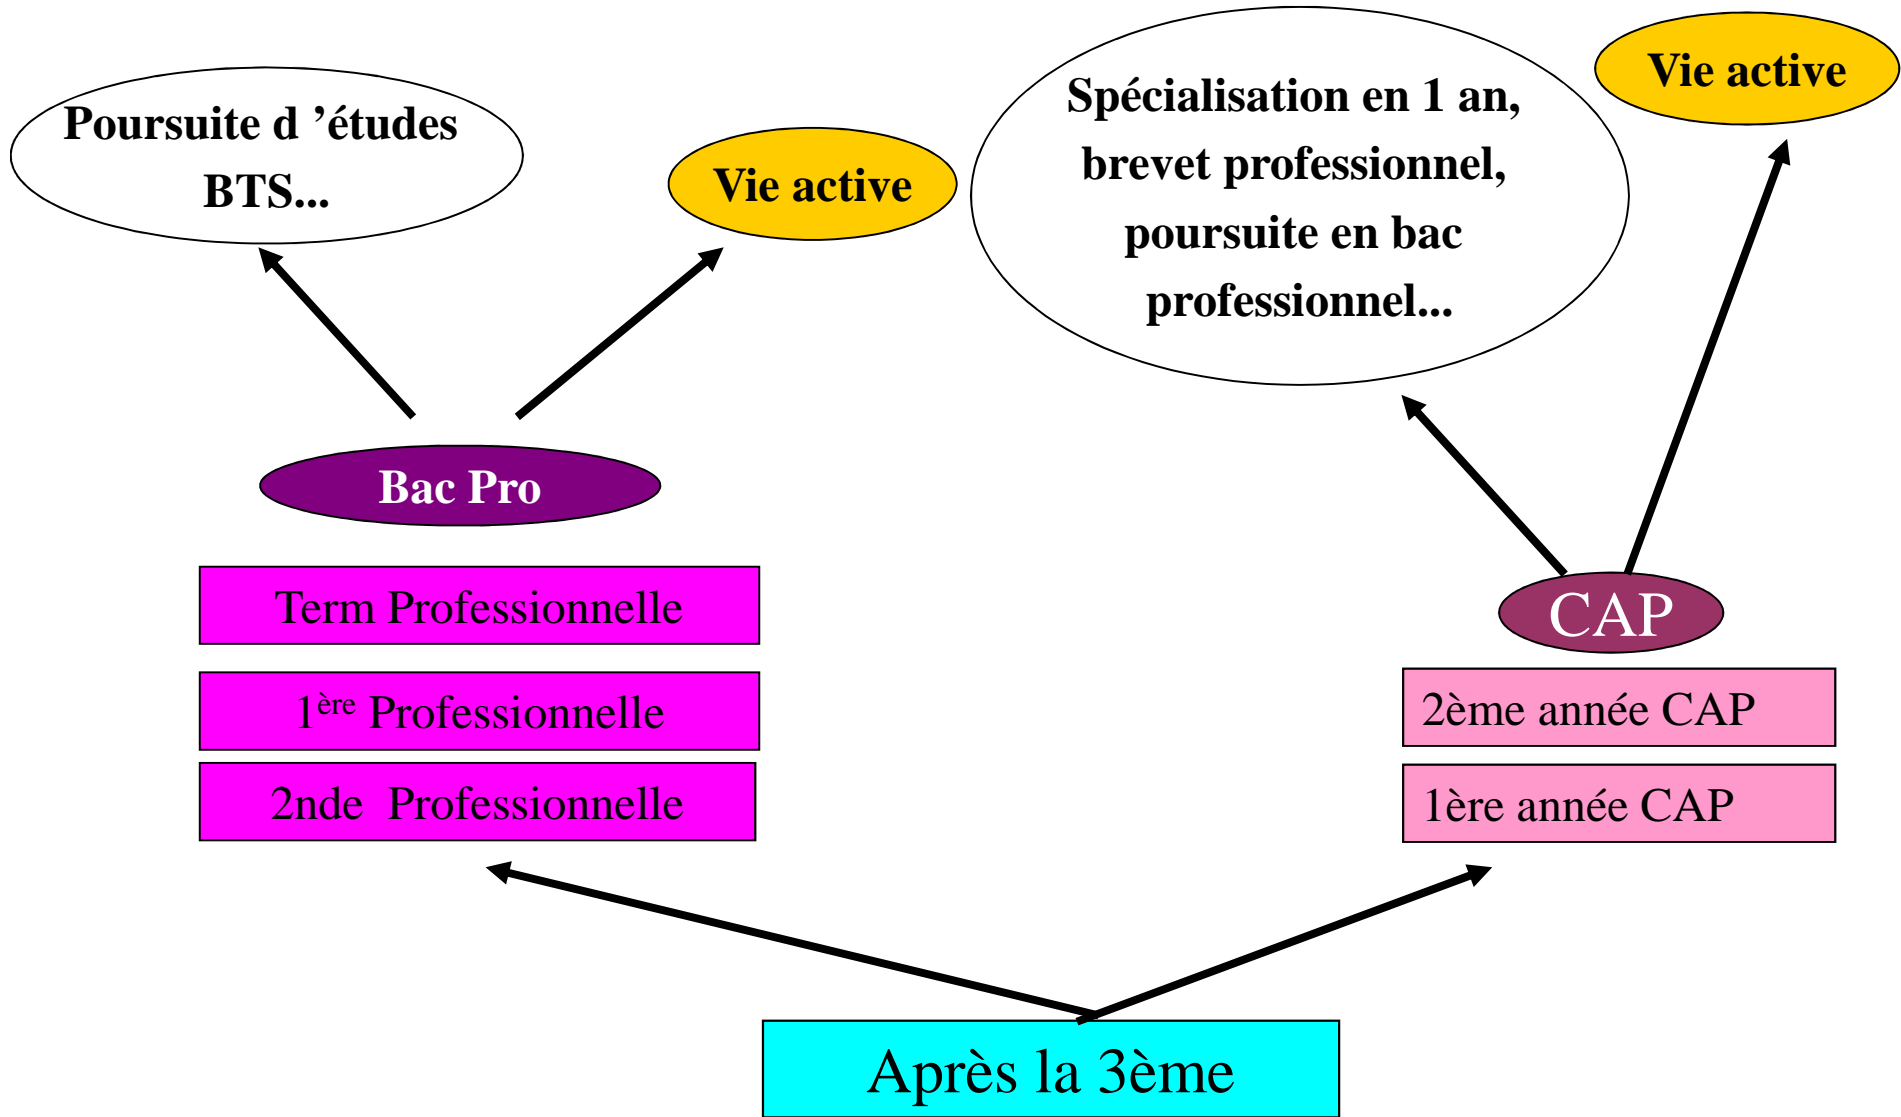 Poursuite d ’études
BTS...
Vie active
Spécialisation en 1 an,
brevet professionnel,
poursuite en bac
professionnel...
Vie active
Bac Pro
Term Professionnelle
1ère Professionnelle
2nde  Professionnelle
CAP
2ème année CAP
1ère année CAP
Après la 3ème